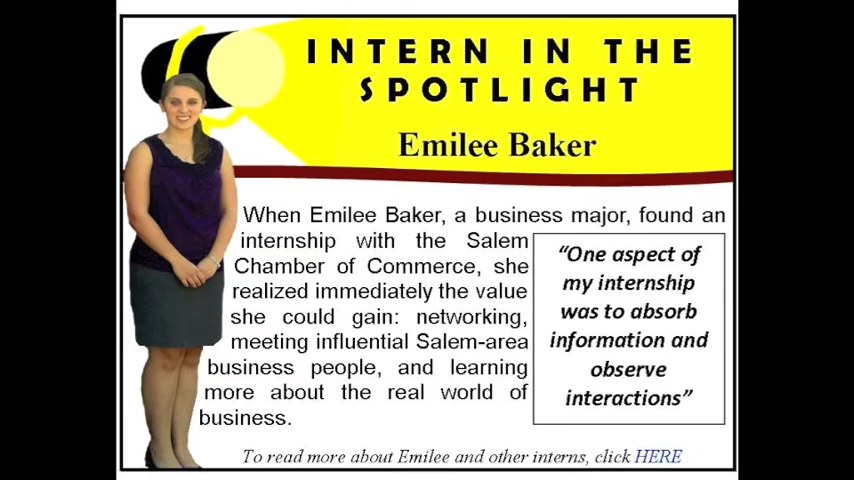 INTERN IN THE
SPOTLIGHT
Emilee Baker
When Emilee Baker, a business major, found an
internship with the Salem
Chamber of Commerce, she
realized immediately the value
she could gain: networking,
meeting influential Salem-area
business people, and learning
more about the real world of
business.
“One aspect of
my internship
was to absorb
information and
observe
interactions”
To read more about Emilee and other interns, click HERE